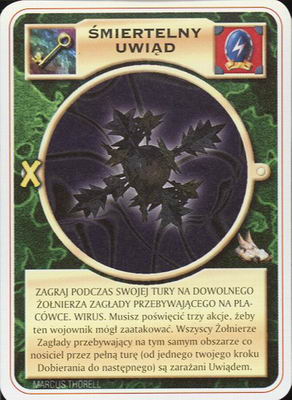 ŚMIERTELNY
UWIĄD
X
ZAGRAJ PODCZAS SWOJEJ TURY NA DOWOLNEGO
ŻOŁNIERZA ZAGŁADY PRZEBYWAJĄCEGO NA PLA-
CÓWCE. WIRUS. Musisz poświęcić trzy akcje, żeby
ten wojownik mógł zaatakować. Wszyscy Żołnierze
Zagłady przebywający na tym samym obszarze co
nosiciel przez pełną turę (od jednego twojego kroku
Dobierania do następnego) są zarażani Uwiądem.
MARCUS THORELL